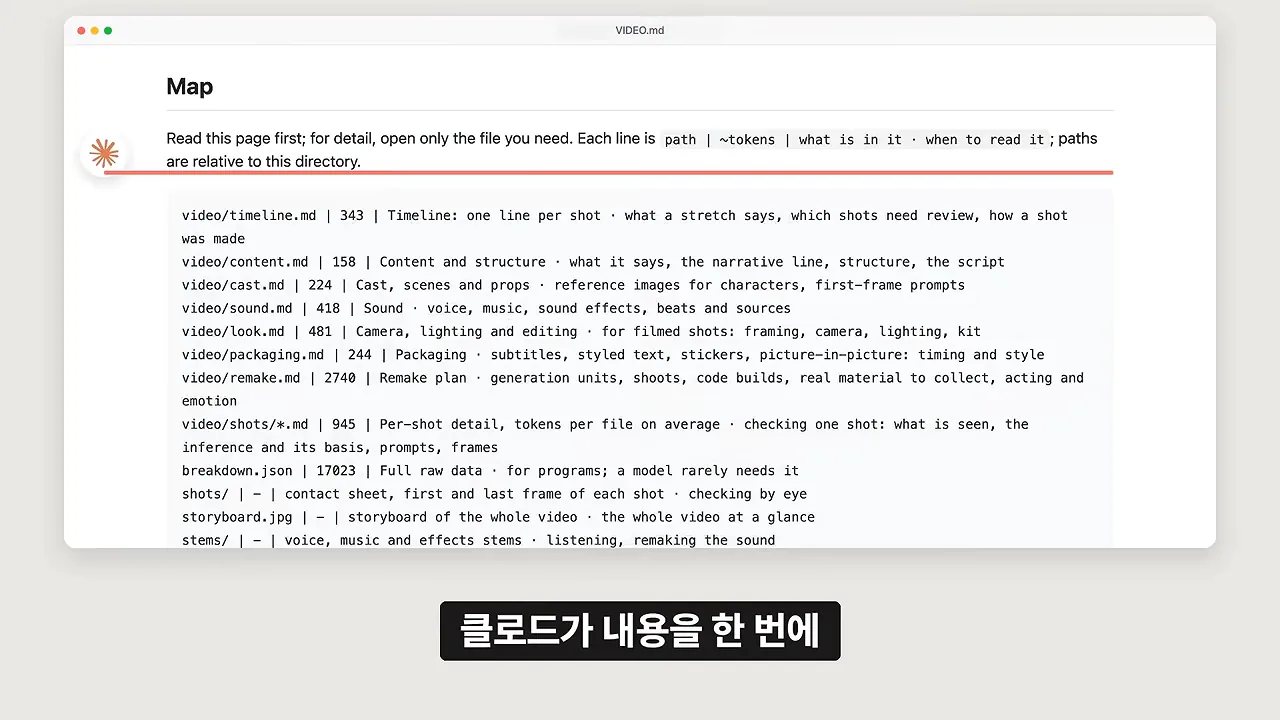 VIDEO.md
Map
Read this page first; for detail, open only the file you need. Each line is path | ~tokens | what is in it · when to read it ; paths
are relative to this directory.
video/timeline.md | 343 | Timeline: one line per shot · what a stretch says, which shots need review, how a shot
was made
video/content.md | 158 | Content and structure · what it says, the narrative line, structure, the script
video/cast.md | 224 | Cast, scenes and props · reference images for characters, first-frame prompts
video/sound.md | 418 | Sound · voice, music, sound effects, beats and sources
video/look.md | 481 | Camera, lighting and editing · for filmed shots: framing, camera, lighting, kit
video/packaging.md | 244 | Packaging · subtitles, styled text, stickers, picture-in-picture: timing and style
video/remake.md | 2740 | Remake plan · generation units, shoots, code builds, real material to collect, acting and
emotion
video/shots/*.md | 945 | Per-shot detail, tokens per file on average · checking one shot: what is seen, the
inference and its basis, prompts, frames
breakdown.json | 17023 | Full raw data · for programs; a model rarely needs it
shots/ | - | contact sheet, first and last frame of each shot · checking by eye
storyboard.jpg | - | storyboard of the whole video · the whole video at a glance
stems/ | - | voice, music and effects stems · listening, remaking the sound
클로드가 내용을 한 번에